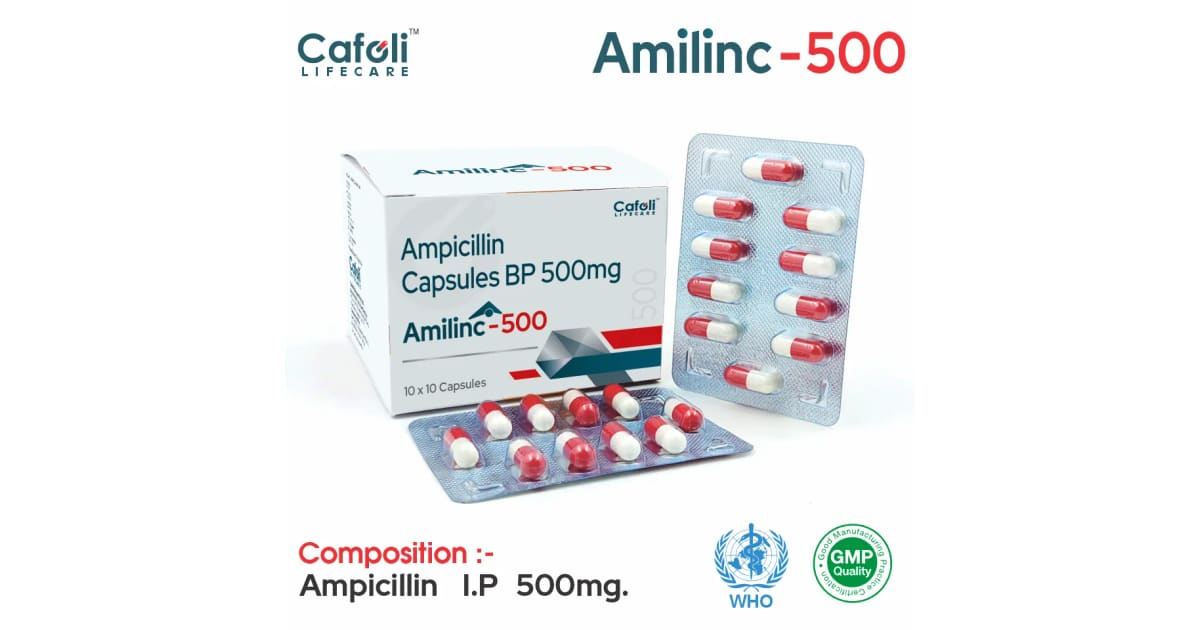 Cafoli™
LIFECARE
Amilinc -500
Amilinc-500
Cafoli™
LIFECARE
Ampicillin
Capsules BP 500mg
500
Amilinc-500
10 x 10 Capsules
Composition :-
Ampicillin I.P 500mg.
WHO
Good Manufacturing Practice Certification
GMP
Quality